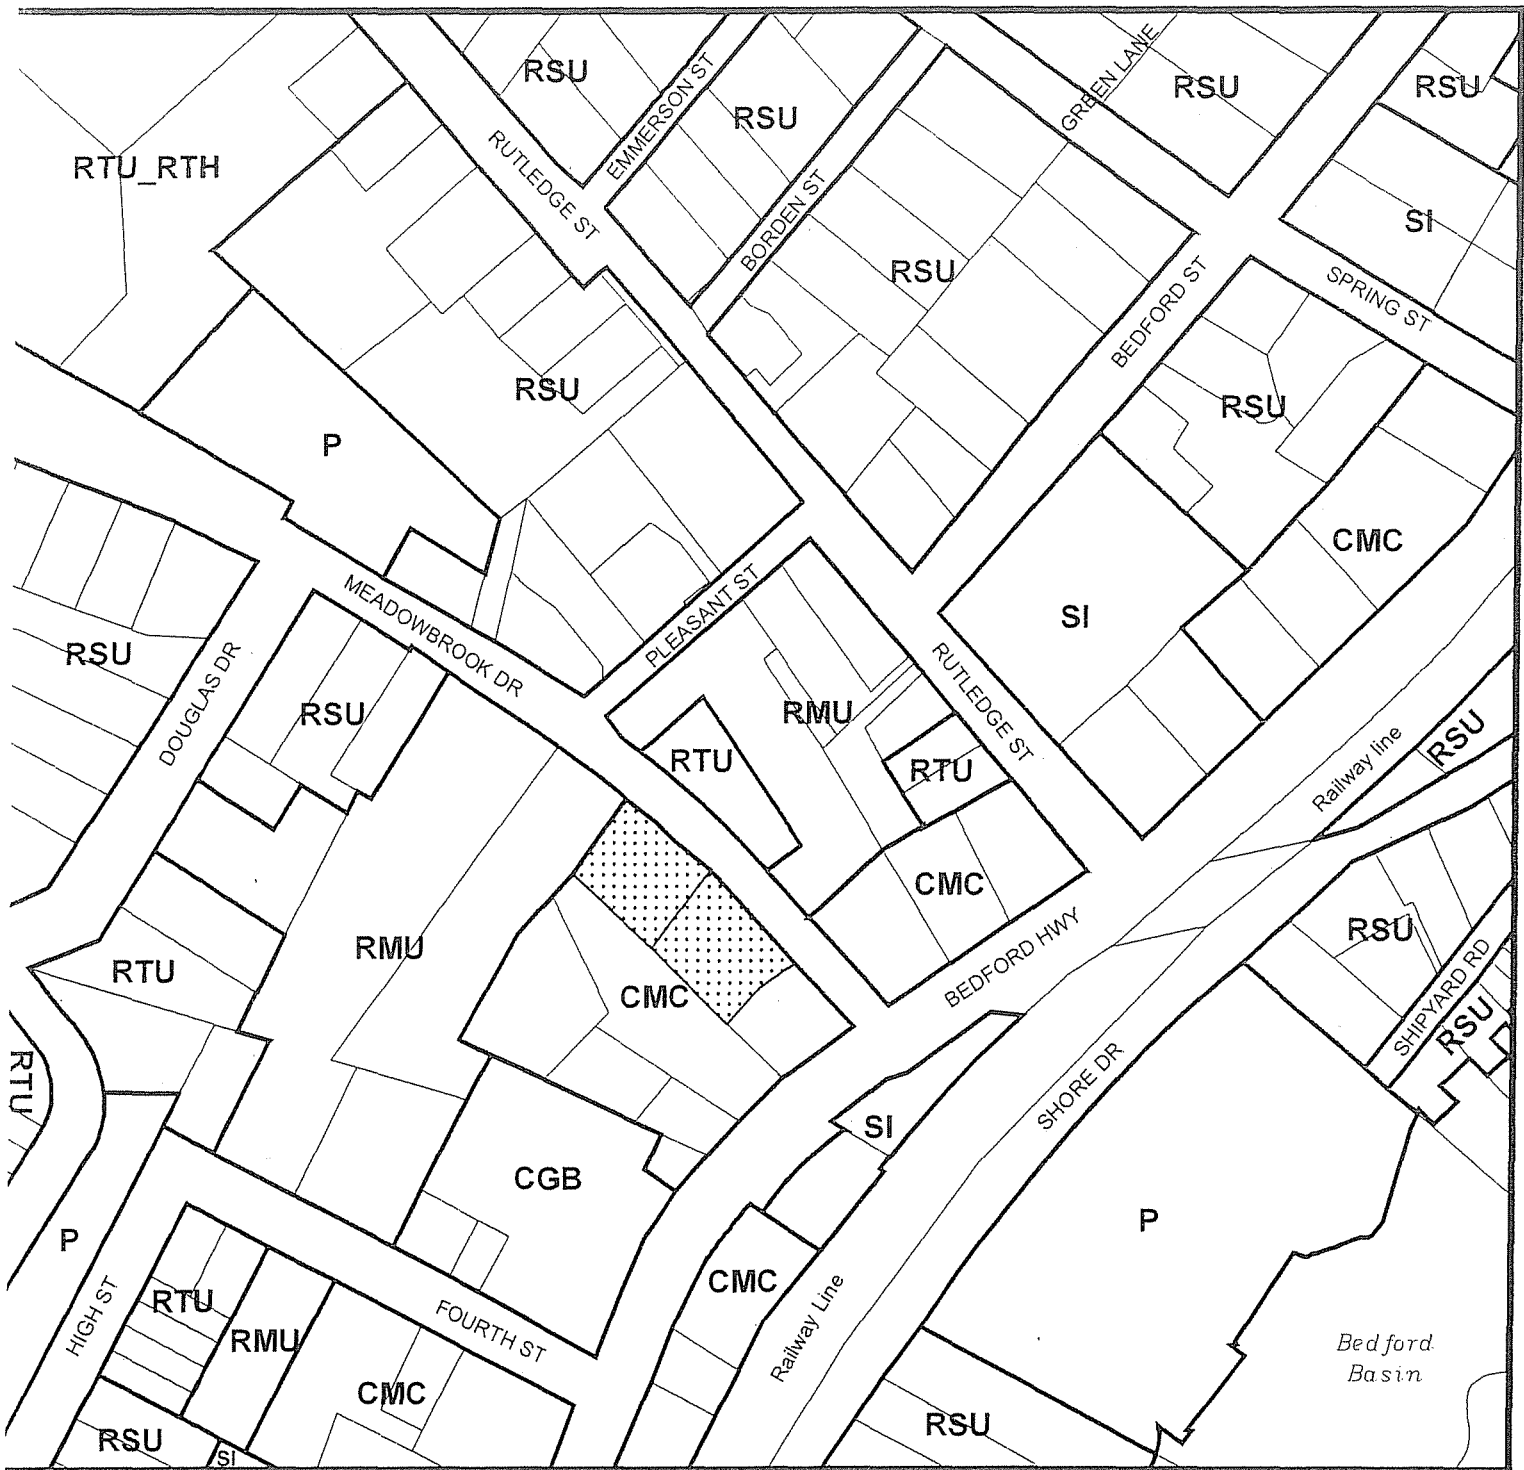 RSU
EMMERSON ST
RSU
GREEN LANE
RSU
RSU
RTU_RTH
RUTLEDGE ST
BORDEN ST
RSU
BEDFORD ST
SI
SPRING ST
RSU
RSU
P
CMC
MEADOWBROOK DR
PLEASANT ST
SI
RSU
DOUGLAS DR
RSU
RMU
RTU
RUTLEDGE ST
RTU
Railway line
RSU
CMC
RMU
RTU
CMC
BEDFORD HWY
RSU
SHIPYARD RD
RSU
RTU
SHORE DR
SI
CGB
P
P
HIGH ST
RTU
RMU
FOURTH ST
CMC
Railway Line
CMC
Bedford
Basin
RSU
SI
RSU